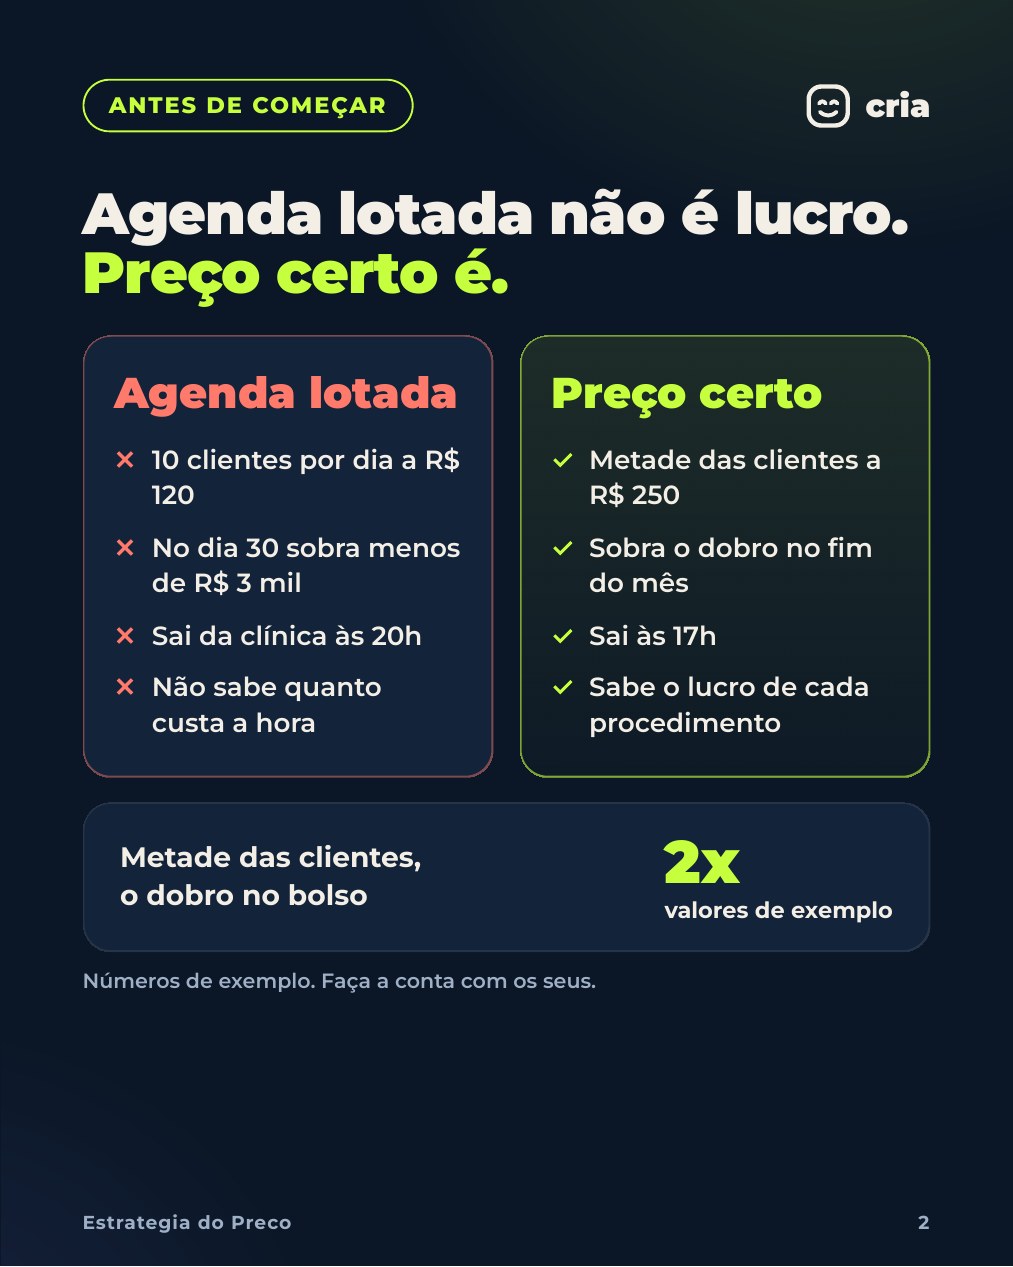 ANTES DE COMEÇAR
cria
Agenda lotada não é lucro.
Preço certo é.
Agenda lotada
10 clientes por dia a R$
120
No dia 30 sobra menos
de R$ 3 mil
Sai da clínica às 20h
Não sabe quanto
custa a hora
Preço certo
Metade das clientes a
R$ 250
Sobra o dobro no fim
do mês
Sai às 17h
Sabe o lucro de cada
procedimento
Metade das clientes,
o dobro no bolso
2x
valores de exemplo
Números de exemplo. Faça a conta com os seus.
Estrategia do Preco
2